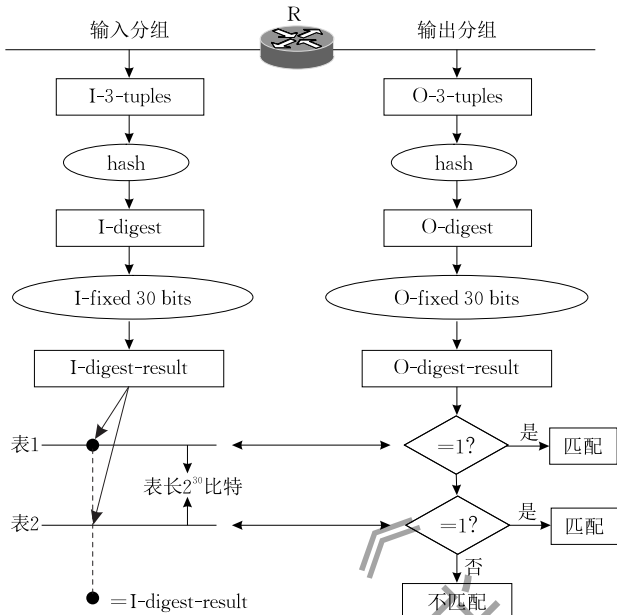 输入分组 R 输出分组
I-3-tuples O-3-tuples
hash hash
I-digest O-digest
I-fixed 30 bits O-fixed 30 bits
I-digest-result O-digest-result
表1 =1? 是 匹配
表长2³⁰比特
表2 =1? 是 匹配
否
=I-digest-result 不匹配